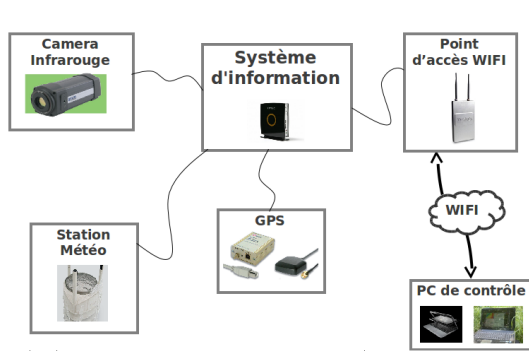 Camera
Infrarouge
Système
d'information
Point
d'accès WIFI
WIFI
Station
Météo
GPS
PC de contrôle